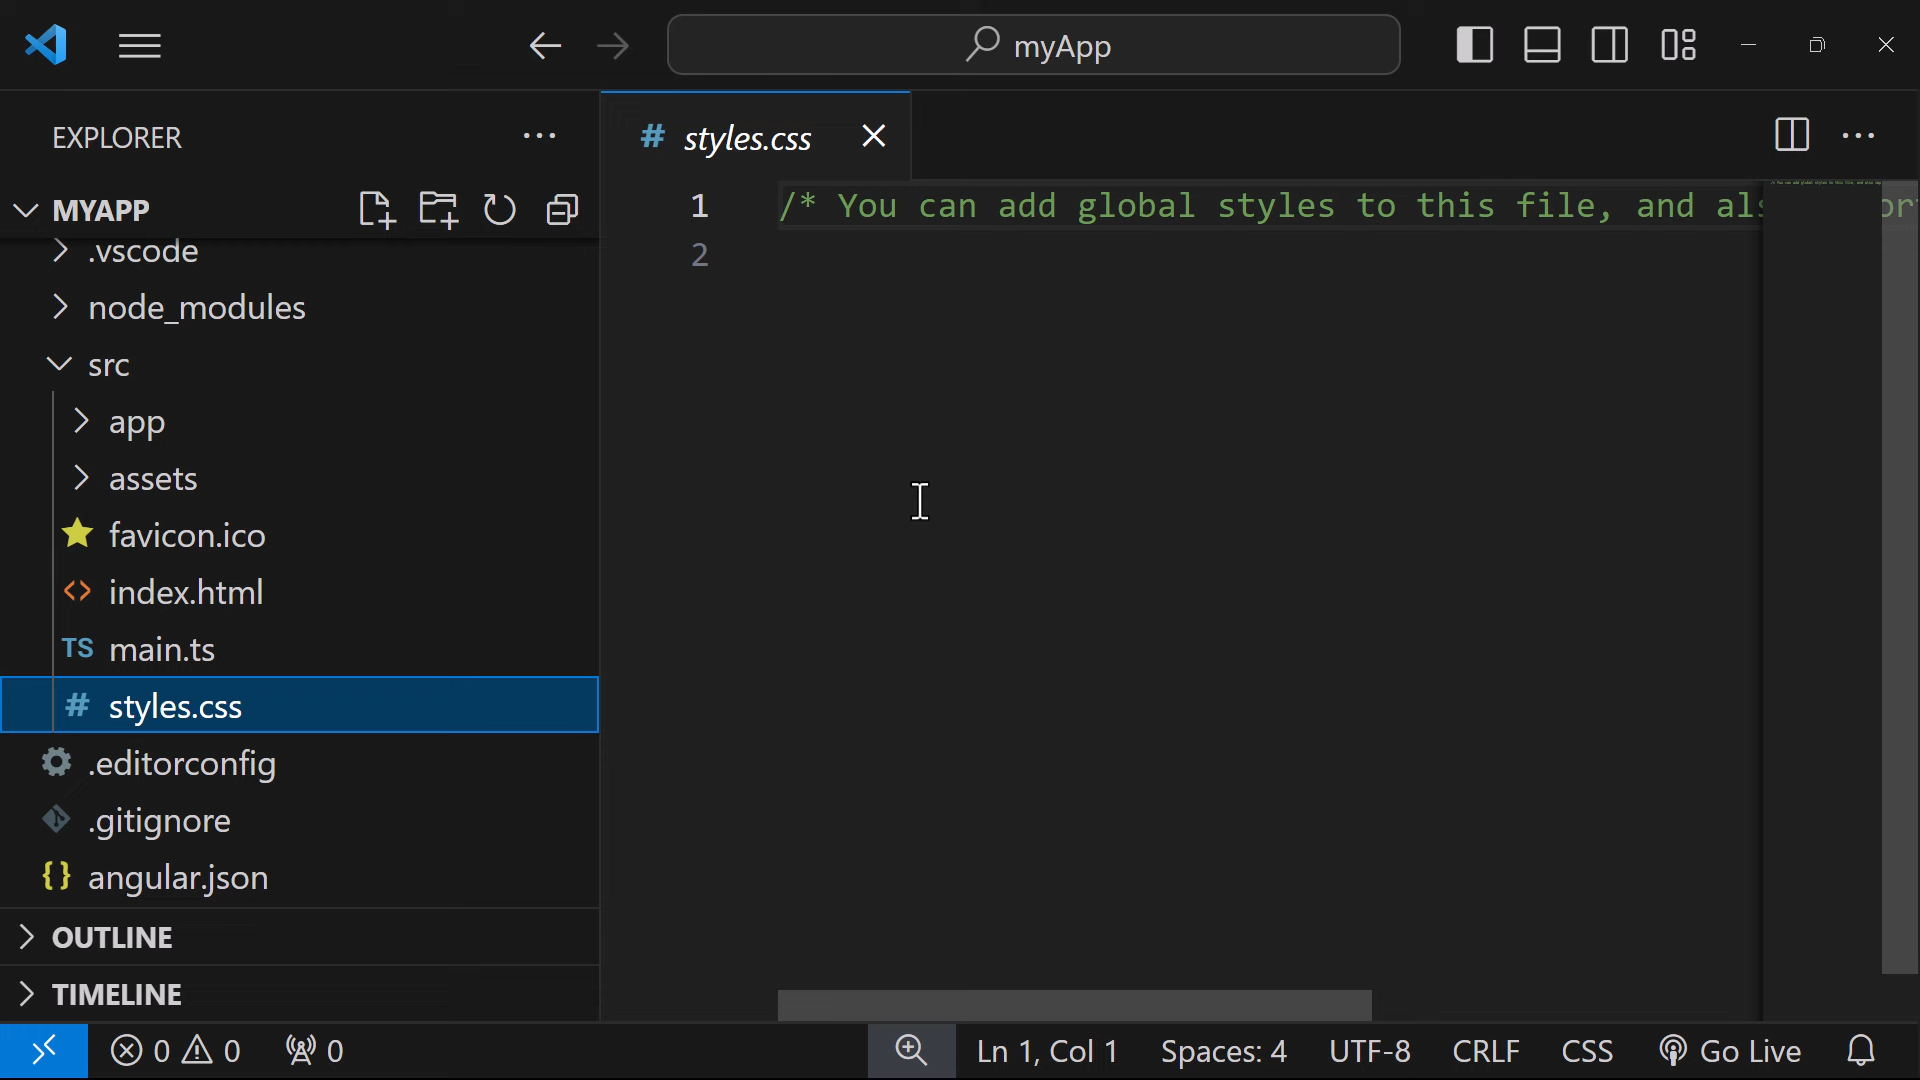 myApp
EXPLORER
MYAPP
.vscode
node_modules
src
app
assets
favicon.ico
index.html
TS main.ts
# styles.css
.editorconfig
.gitignore
{} angular.json
OUTLINE
TIMELINE
# styles.css
1 /* You can add global styles to this file, and als
2
0 0 0
Ln 1, Col 1 Spaces: 4 UTF-8 CRLF CSS Go Live